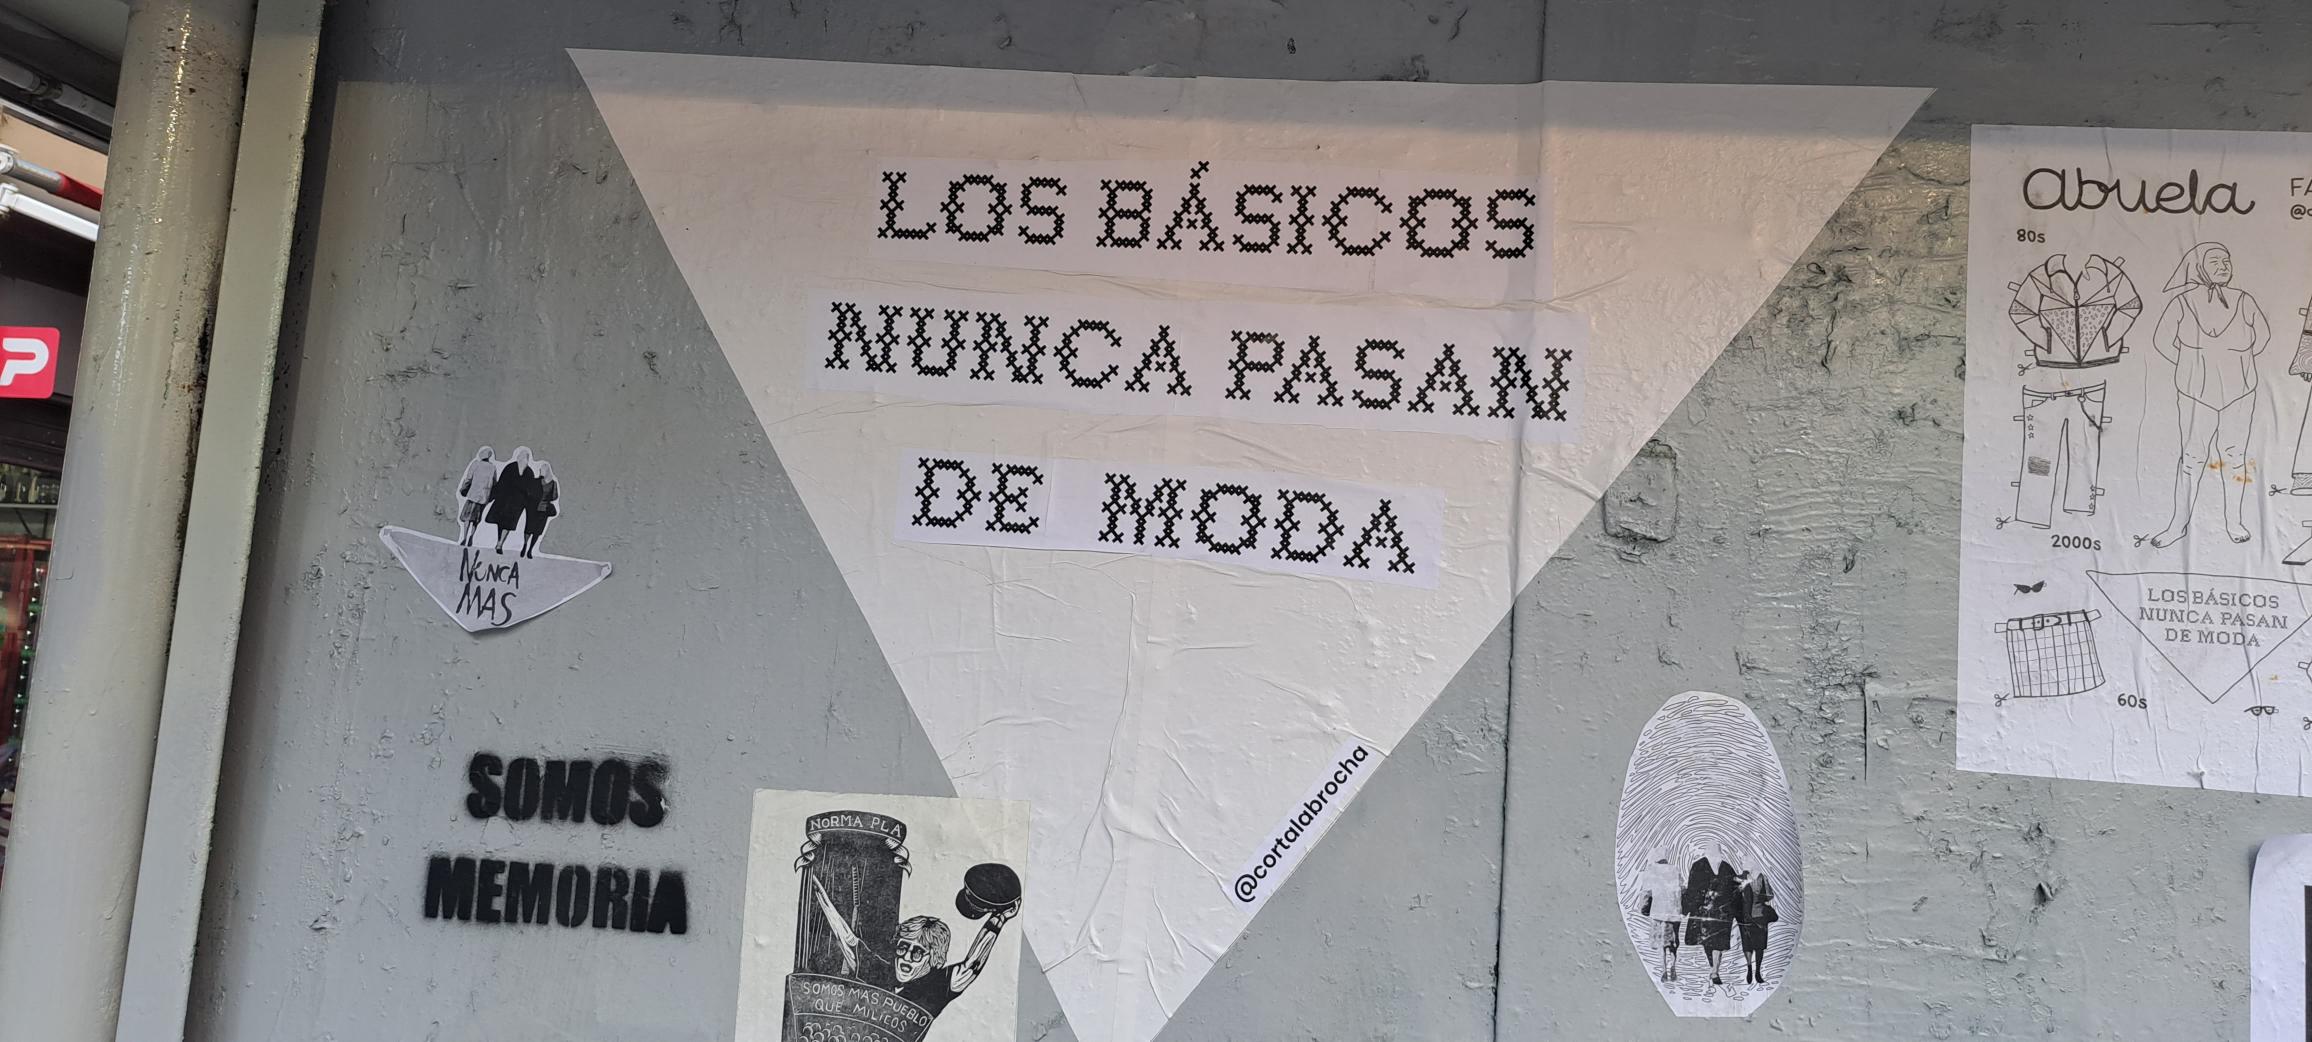 LOS BÁSICOS
NUNCA PASAN
DE MODA
@cortalabrocha
NUNCA
MAS
SOMOS
MEMORIA
NORMA PLA
SOMOS MAS PUEBLO
QUE MILICOS
abuela
80s
2000s
LOS BÁSICOS
NUNCA PASAN
DE MODA
60s
P